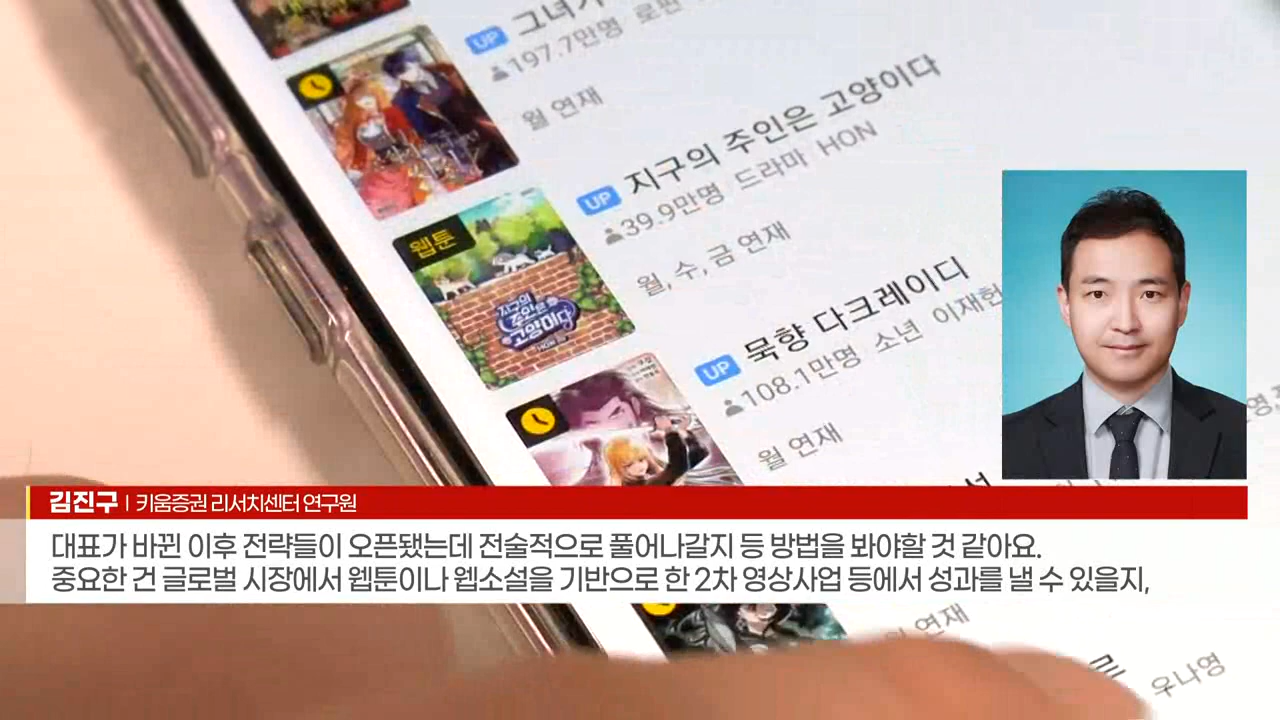 UP 그녀가
197.7만명 로판
월 연재
UP 지구의 주인은 고양이다
39.9만명 드라마 HON
월, 수, 금 연재
웹툰
지구의
주인은
고양이다
HON
UP 묵향 다크레이디
108.1만명 소년 이재헌
월 연재
김진구 | 키움증권 리서치센터 연구원
대표가 바뀐 이후 전략들이 오픈됐는데 전술적으로 풀어나갈지 등 방법을 봐야할 것 같아요.
중요한 건 글로벌 시장에서 웹툰이나 웹소설을 기반으로 한 2차 영상사업 등에서 성과를 낼 수 있을지,
연재
우나영